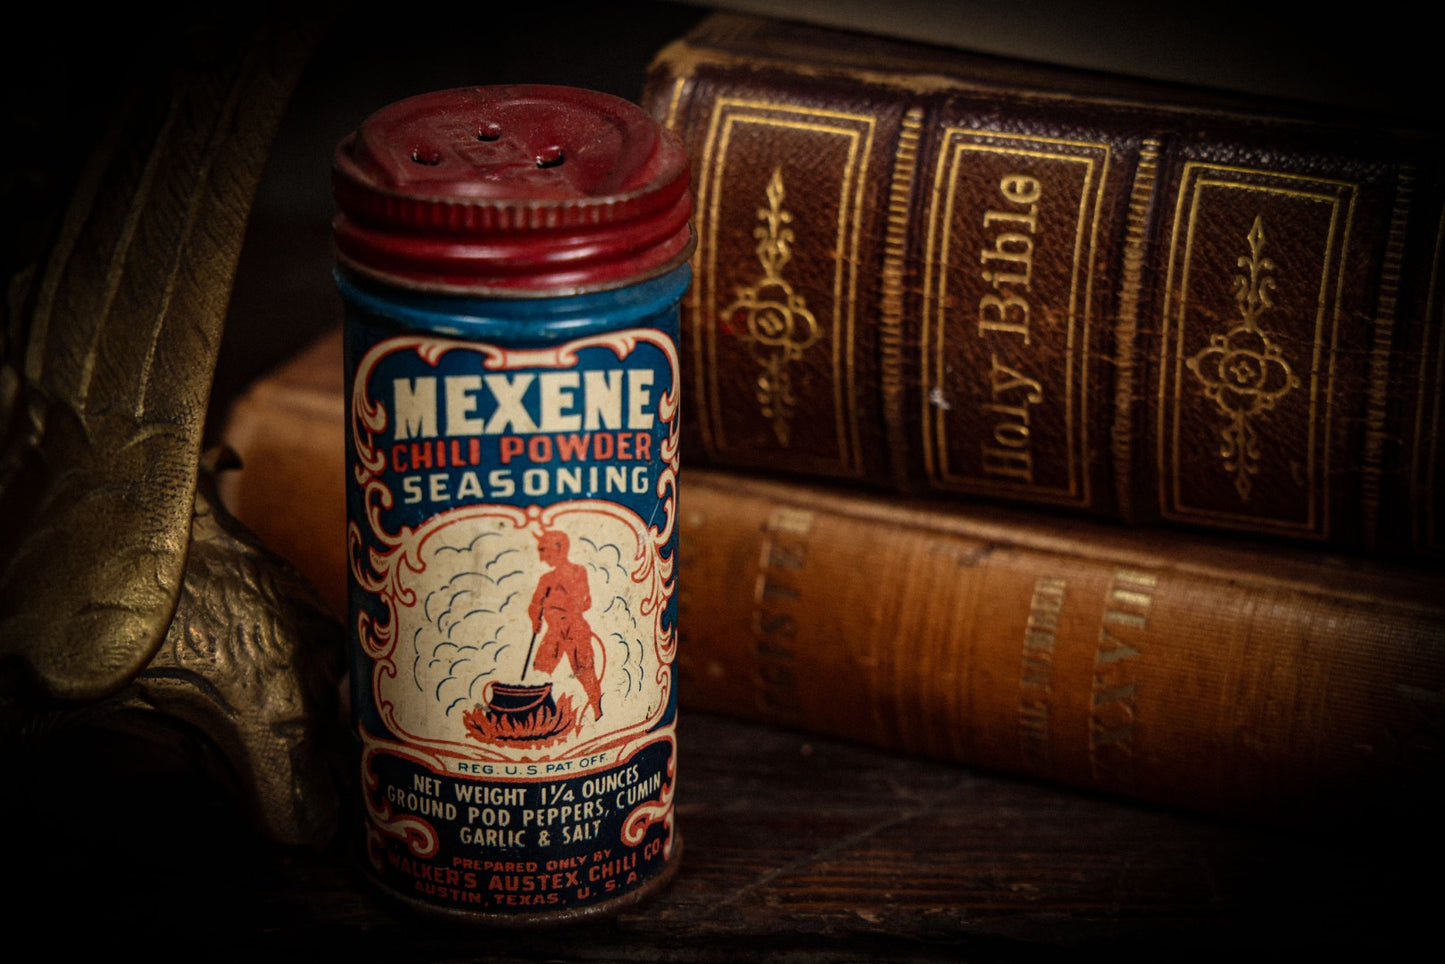 MEXENE
CHILI POWDER
SEASONING
REG. U.S. PAT. OFF.
NET WEIGHT 1¼ OUNCES
GROUND POD PEPPERS, CUMIN
GARLIC & SALT
PREPARED ONLY BY
WALKER'S AUSTEX CHILI CO.
AUSTIN, TEXAS, U. S. A.
Holy Bible